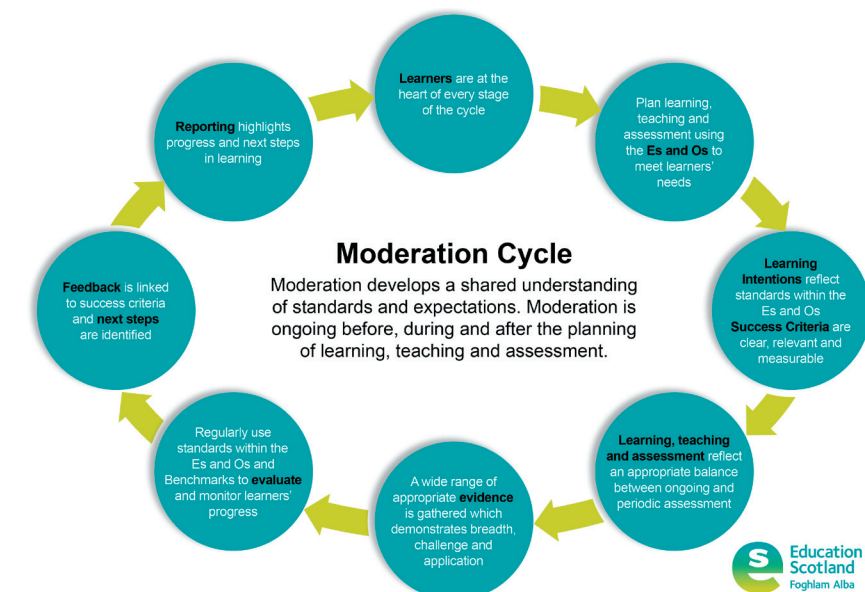 Learners are at the
heart of every stage
of the cycle
Plan learning,
teaching and
assessment using
the Es and Os to
meet learners'
needs
Learning
Intentions reflect
standards within the
Es and Os
Success Criteria are
clear, relevant and
measurable
Learning, teaching
and assessment reflect
an appropriate balance
between ongoing and
periodic assessment
A wide range of
appropriate evidence
is gathered which
demonstrates breadth,
challenge and
application
Regularly use
standards within the
Es and Os and
Benchmarks to evaluate
and monitor learners'
progress
Feedback is linked
to success criteria
and next steps
are identified
Reporting highlights
progress and next steps
in learning
Moderation Cycle
Moderation develops a shared understanding
of standards and expectations. Moderation is
ongoing before, during and after the planning
of learning, teaching and assessment.
Education
Scotland
Foghlam Alba